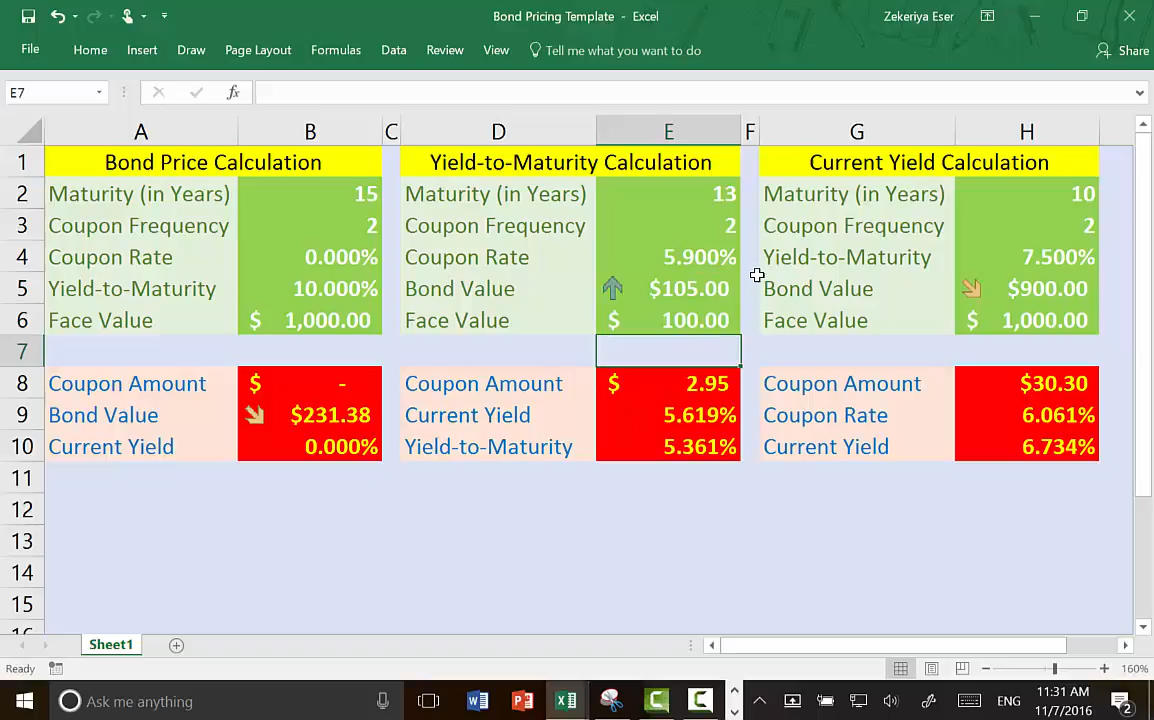 Bond Pricing Template - Excel
Zekeriya Eser
File Home Insert Draw Page Layout Formulas Data Review View Tell me what you want to do Share
E7 fx
A B C D E F G H
1 Bond Price Calculation Yield-to-Maturity Calculation Current Yield Calculation
2 Maturity (in Years) 15 Maturity (in Years) 13 Maturity (in Years) 10
3 Coupon Frequency 2 Coupon Frequency 2 Coupon Frequency 2
4 Coupon Rate 0.000% Coupon Rate 5.900% Yield-to-Maturity 7.500%
5 Yield-to-Maturity 10.000% Bond Value $105.00 Bond Value $900.00
6 Face Value $ 1,000.00 Face Value $ 100.00 Face Value $ 1,000.00
7
8 Coupon Amount $ - Coupon Amount $ 2.95 Coupon Amount $30.30
9 Bond Value $231.38 Current Yield 5.619% Coupon Rate 6.061%
10 Current Yield 0.000% Yield-to-Maturity 5.361% Current Yield 6.734%
11
12
13
14
15
16
Sheet1
Ready 160%
Ask me anything ENG 11:31 AM
11/7/2016 2